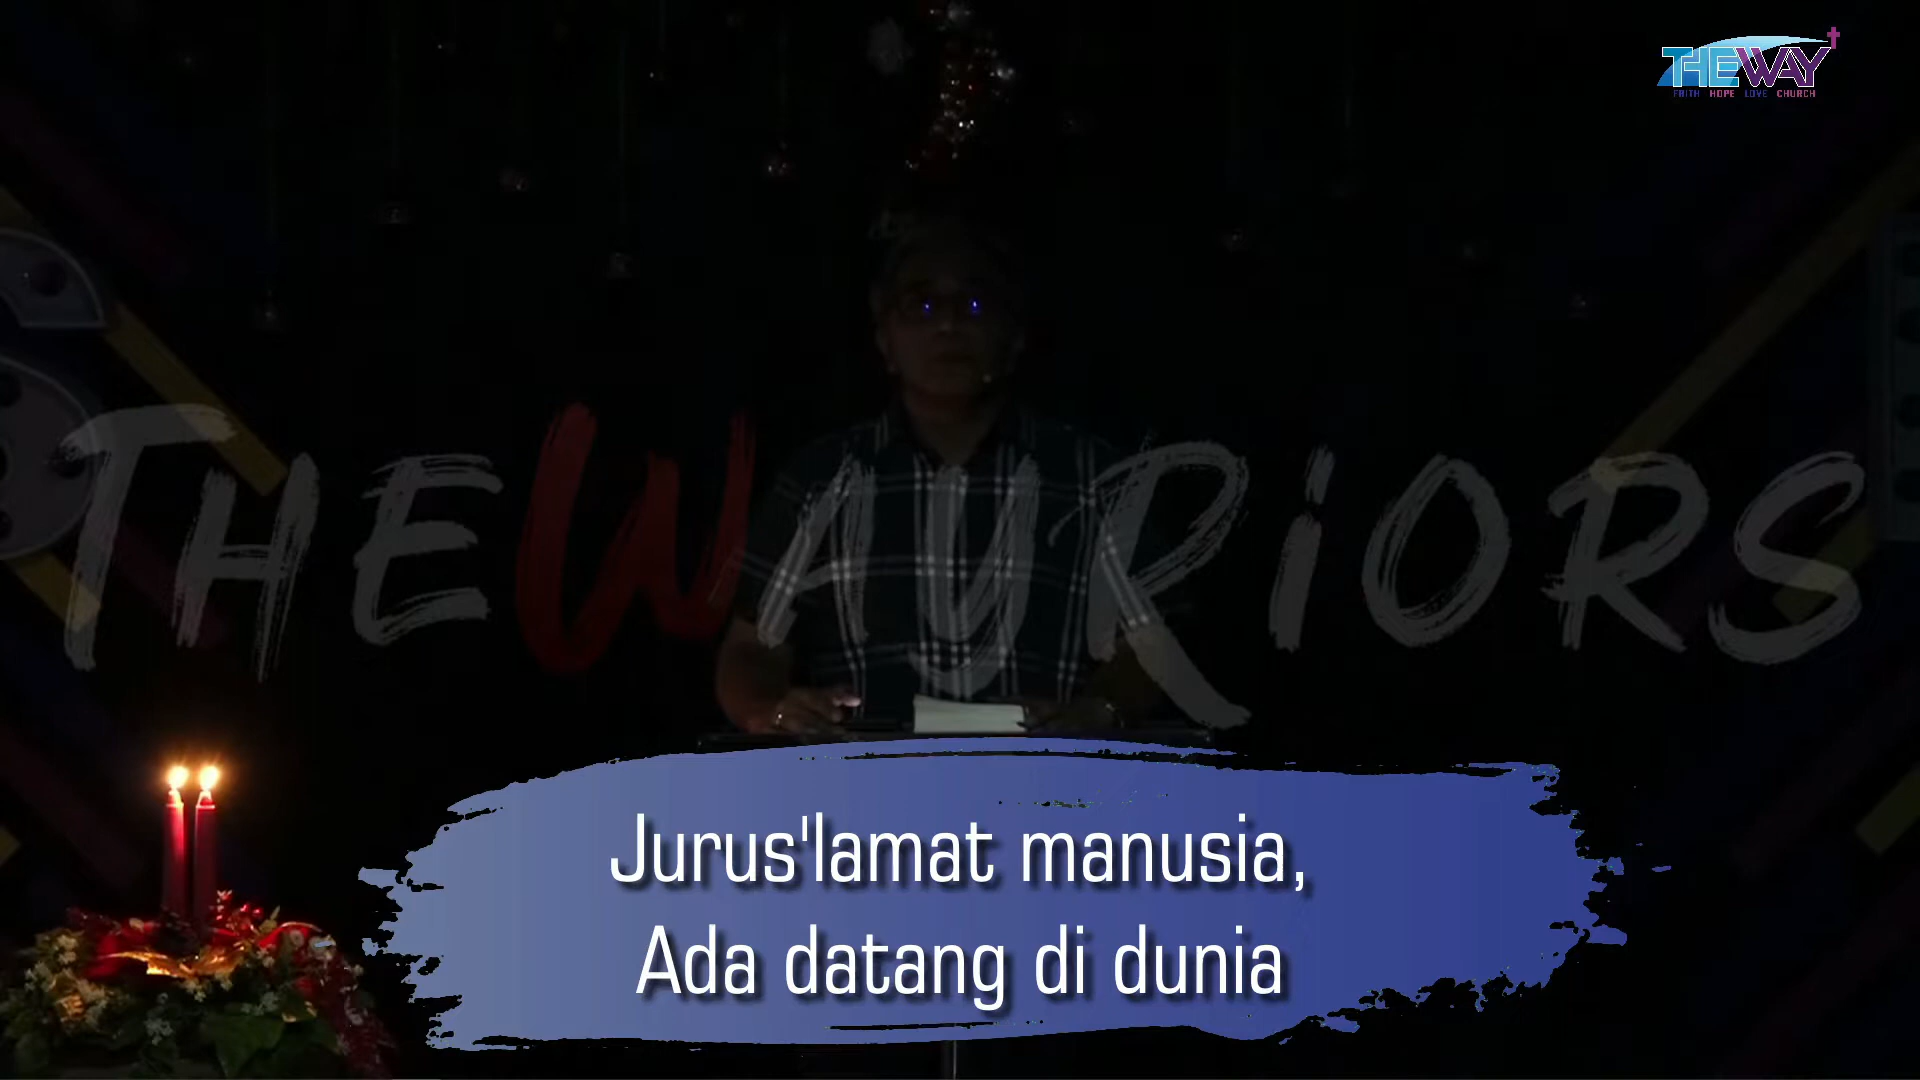 THEWAY
FAITH HOPE LOVE CHURCH
THEWAYRiORS
Jurus'lamat manusia,
Ada datang di dunia